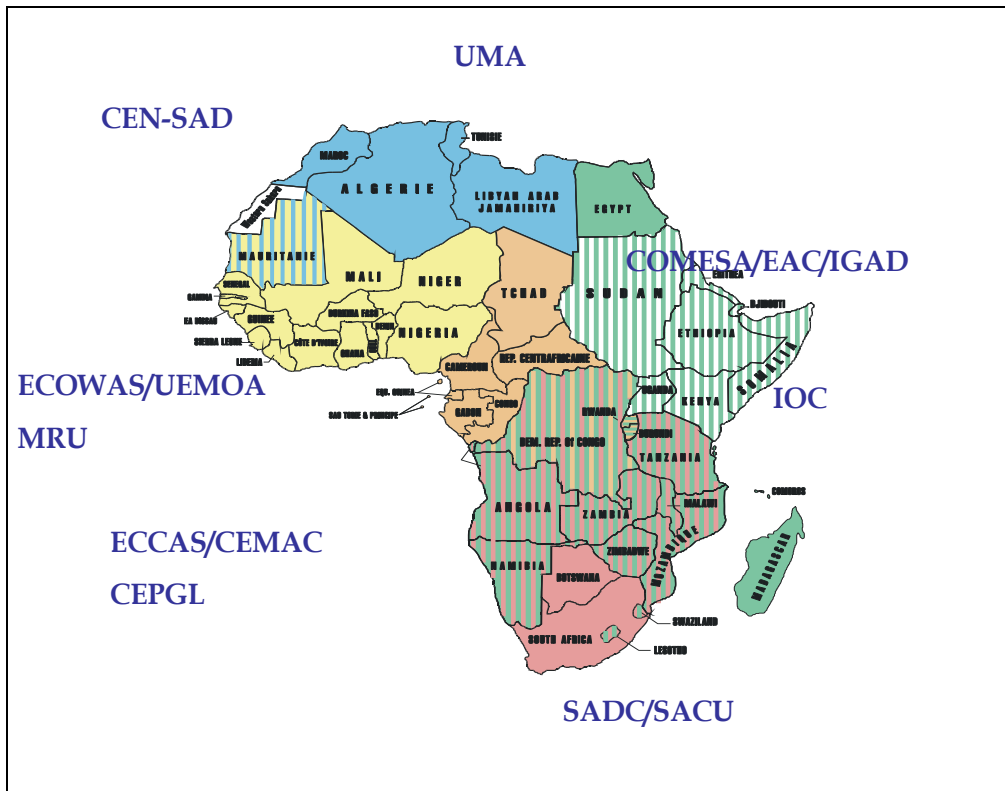 UMA
CEN-SAD
TUNISIE
MAROC
ALGERIE
LIBYAN ARAB
JAMAHIRIYA
EGYPT
Western Sahara
MAURITANIE
MALI
NIGER
TCHAD
SUDAN
COMESA/EAC/IGAD
ERITREA
DJIBOUTI
SENEGAL
GAMBIA
GUINEE
BURKINA FASO
BENIN
NIGERIA
ETHIOPIA
SOMALIA
SIERRA LEONE
CÔTE D'IVOIRE
GHANA
LIBERIA
CAMEROUN
REP. CENTRAFRICAINE
ECOWAS/UEMOA
MRU
EQU. GUINEA
SAO TOME & PRINCIPE
GABON
CONGO
UGANDA
KENYA
IOC
RWANDA
BURUNDI
DEM. REP. Of CONGO
TANZANIA
COMOROS
ANGOLA
ZAMBIA
MALAWI
MOZAMBIQUE
MADAGASCAR
ECCAS/CEMAC
CEPGL
NAMIBIA
ZIMBABWE
BOTSWANA
SWAZILAND
SOUTH AFRICA
LESOTHO
SADC/SACU